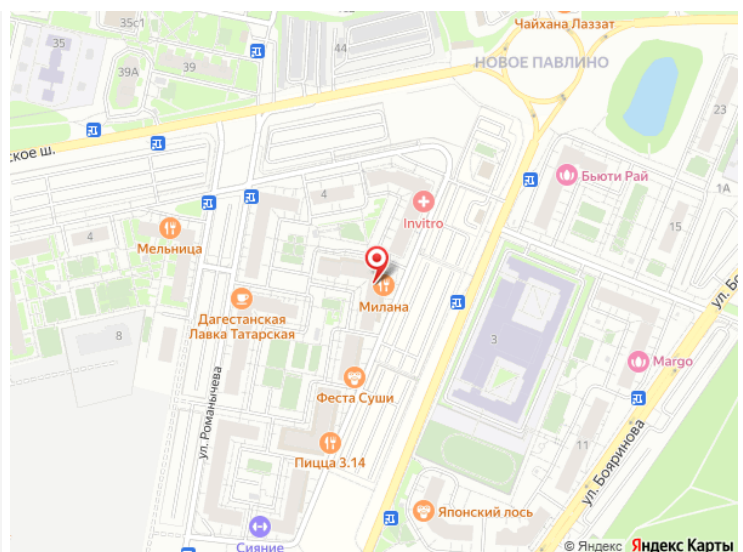 35с1
Чайхана Лаззат
35
44
39
39А
НОВОЕ ПАВЛИНО
23
ское ш.
Бьюти Рай
1А
4
Invitro
15
4
Мельница
Милана
ул. Бо
Дагестанская
Лавка Татарская
8
3
Margo
ул. Романычева
Феста Суши
ул. Бояринова
11
Пицца 3.14
Японский лось
Сияние
© Яндекс Яндекс Карты